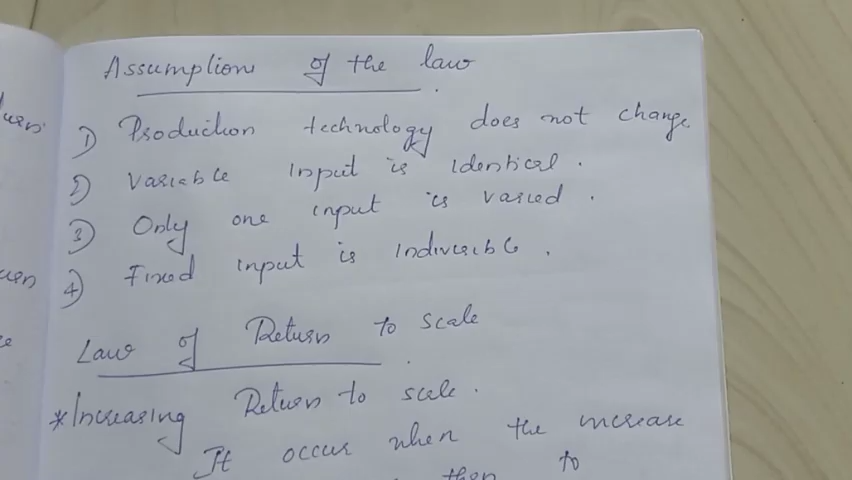 Assumption of the law
1) Production technology does not change
2) Variable input is identical.
3) Only one input is varied.
4) Fixed input is indivisible.
Law of Return to scale
*Increasing Return to scale.
It occur when the increase
then to